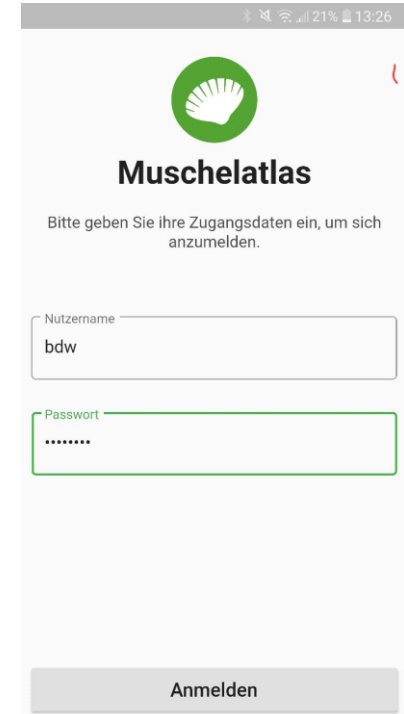 21% 13:26
Muschelatlas
Bitte geben Sie ihre Zugangsdaten ein, um sich
anzumelden.
Nutzername
bdw
Passwort
••••••••
Anmelden